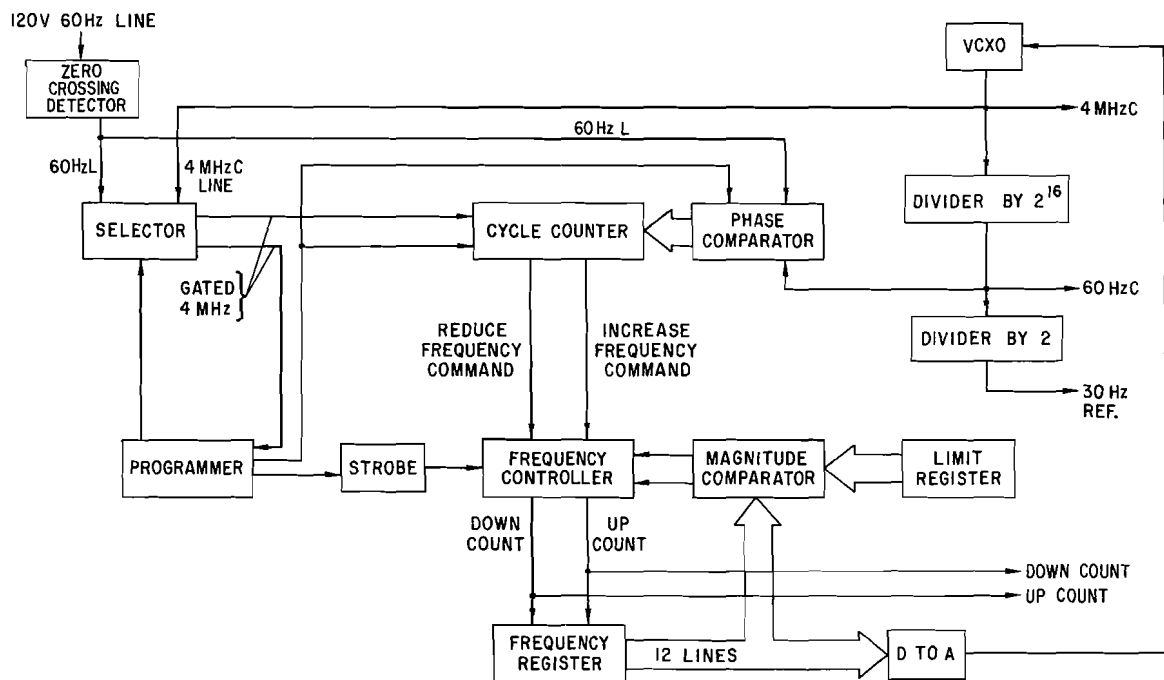 120V 60Hz LINE
ZERO
CROSSING
DETECTOR
VCXO
4 MHzC
60Hz L
60HzL
4 MHzC
LINE
DIVIDER BY 2^16
SELECTOR
CYCLE COUNTER
PHASE
COMPARATOR
GATED
4 MHz
60 HzC
REDUCE
FREQUENCY
COMMAND
INCREASE
FREQUENCY
COMMAND
DIVIDER BY 2
30 Hz
REF.
PROGRAMMER
STROBE
FREQUENCY
CONTROLLER
MAGNITUDE
COMPARATOR
LIMIT
REGISTER
DOWN
COUNT
UP
COUNT
DOWN COUNT
UP COUNT
FREQUENCY
REGISTER
12 LINES
D TO A